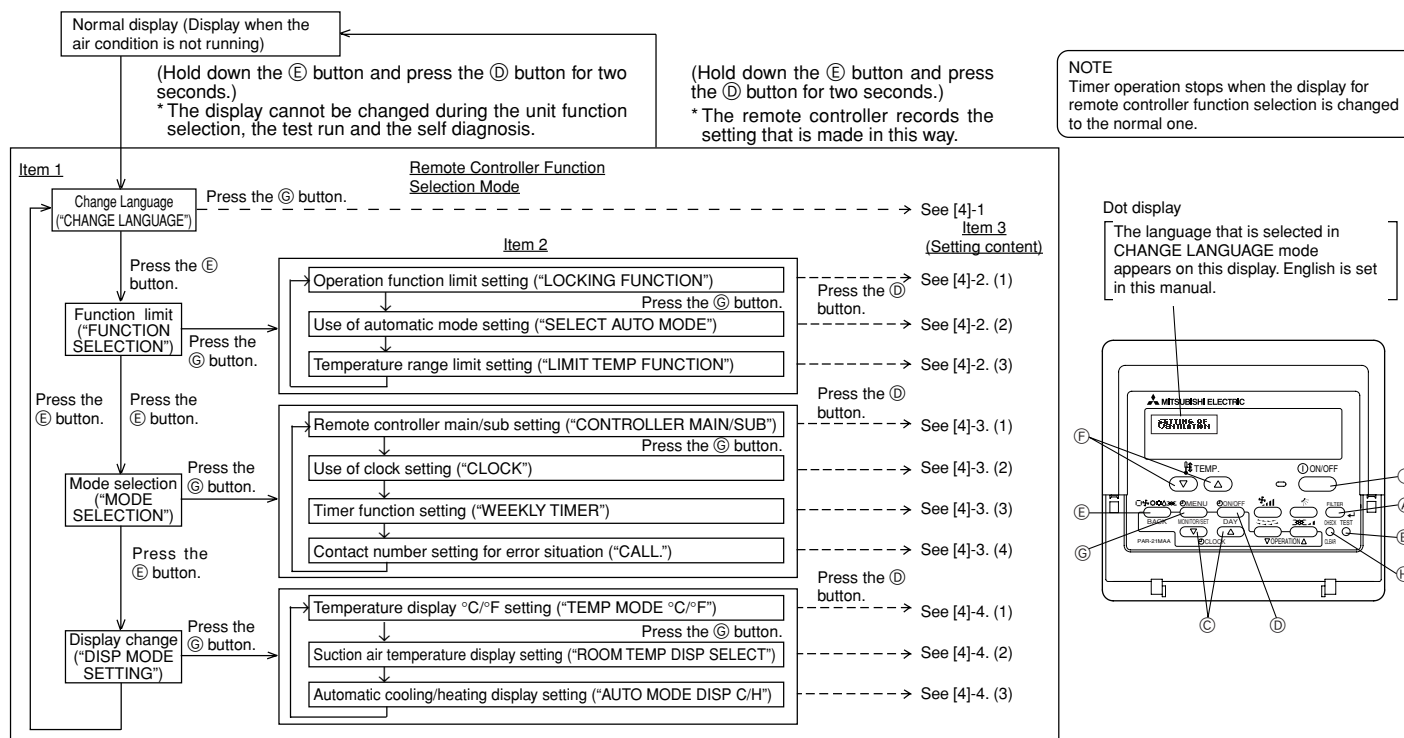 Normal display (Display when the
air condition is not running)
(Hold down the Ⓔ button and press the Ⓓ button for two
seconds.)
* The display cannot be changed during the unit function
selection, the test run and the self diagnosis.
(Hold down the Ⓔ button and press
the Ⓓ button for two seconds.)
* The remote controller records the
setting that is made in this way.
NOTE
Timer operation stops when the display for
remote controller function selection is changed
to the normal one.
Item 1
Remote Controller Function
Selection Mode
Change Language
(“CHANGE LANGUAGE”)
Press the Ⓖ button.
See [4]-1
Item 2
Item 3
(Setting content)
Press the Ⓔ
button.
Function limit
(“FUNCTION
SELECTION”)
Press the
Ⓖ button.
Operation function limit setting (“LOCKING FUNCTION”)
Press the Ⓖ button.
Use of automatic mode setting (“SELECT AUTO MODE”)
Temperature range limit setting (“LIMIT TEMP FUNCTION”)
Press the Ⓓ
button.
See [4]-2. (1)
See [4]-2. (2)
See [4]-2. (3)
Press the
Ⓔ button.
Press the
Ⓔ button.
Mode selection
(“MODE
SELECTION”)
Press the
Ⓖ button.
Remote controller main/sub setting (“CONTROLLER MAIN/SUB”)
Press the Ⓖ button.
Use of clock setting (“CLOCK”)
Timer function setting (“WEEKLY TIMER”)
Contact number setting for error situation (“CALL.”)
Press the Ⓓ
button.
See [4]-3. (1)
See [4]-3. (2)
See [4]-3. (3)
See [4]-3. (4)
Press the
Ⓔ button.
Display change
(“DISP MODE
SETTING”)
Press the
Ⓖ button.
Temperature display °C/°F setting (“TEMP MODE °C/°F”)
Press the Ⓖ button.
Suction air temperature display setting (“ROOM TEMP DISP SELECT”)
Automatic cooling/heating display setting (“AUTO MODE DISP C/H”)
Press the Ⓓ
button.
See [4]-4. (1)
See [4]-4. (2)
See [4]-4. (3)
Dot display
The language that is selected in
CHANGE LANGUAGE mode
appears on this display. English is set
in this manual.
MITSUBISHI ELECTRIC
SETTING OF
VENTILATION
Ⓕ
TEMP.
ON/OFF
Ⓔ
MENU
ON/OFF
FILTER
BACK
MONITOR/SET
DAY
CHECK TEST
PAR-21MAA
CLOCK
OPERATION
CLEAR
Ⓖ
Ⓒ
Ⓓ